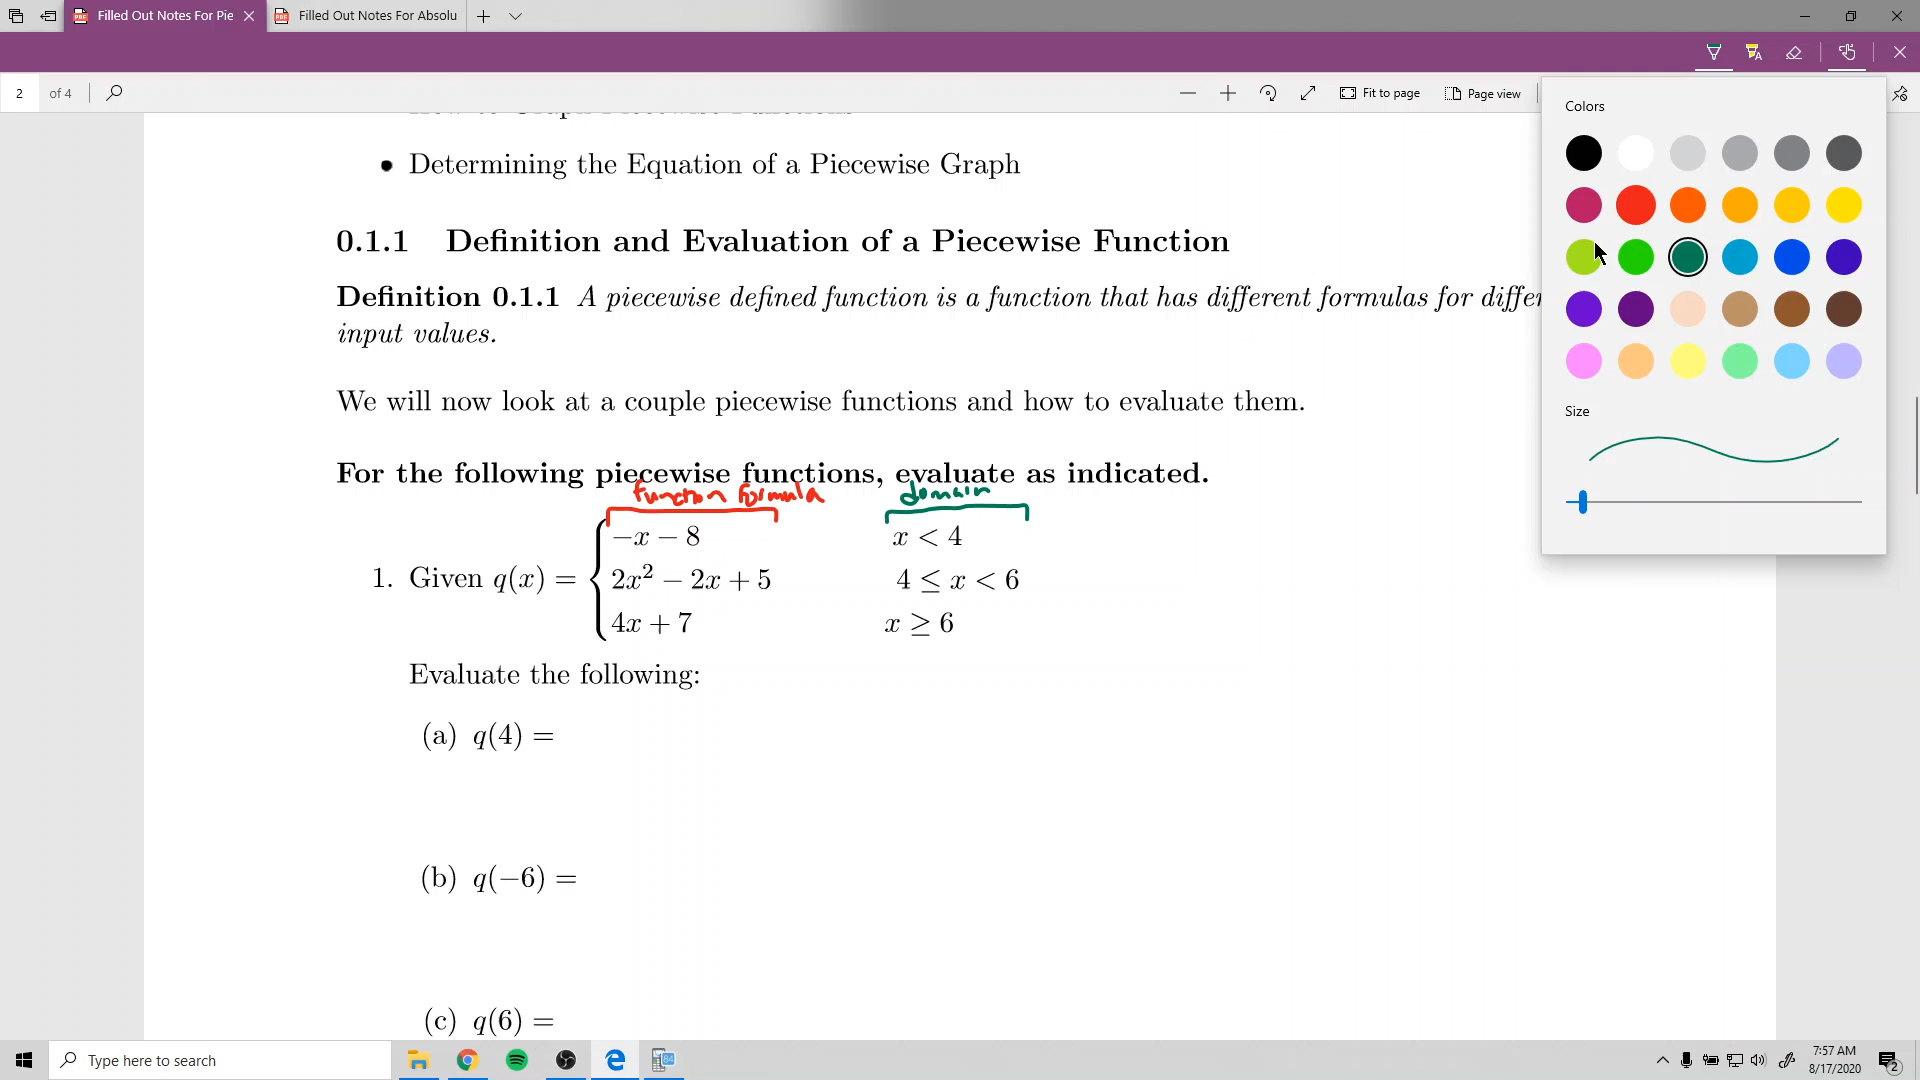 Filled Out Notes For Pie
Filled Out Notes For Absolu
2 of 4
Fit to page
Page view
Colors
Size
• Determining the Equation of a Piecewise Graph
0.1.1 Definition and Evaluation of a Piecewise Function
Definition 0.1.1 A piecewise defined function is a function that has different formulas for
input values.
We will now look at a couple piecewise functions and how to evaluate them.
For the following piecewise functions, evaluate as indicated.
function formula domain
−x − 8 x < 4
1. Given q(x) = 2x² − 2x + 5 4 ≤ x < 6
4x + 7 x ≥ 6
Evaluate the following:
(a) q(4) =
(b) q(−6) =
(c) q(6) =
Type here to search
84
7:57 AM
8/17/2020
2